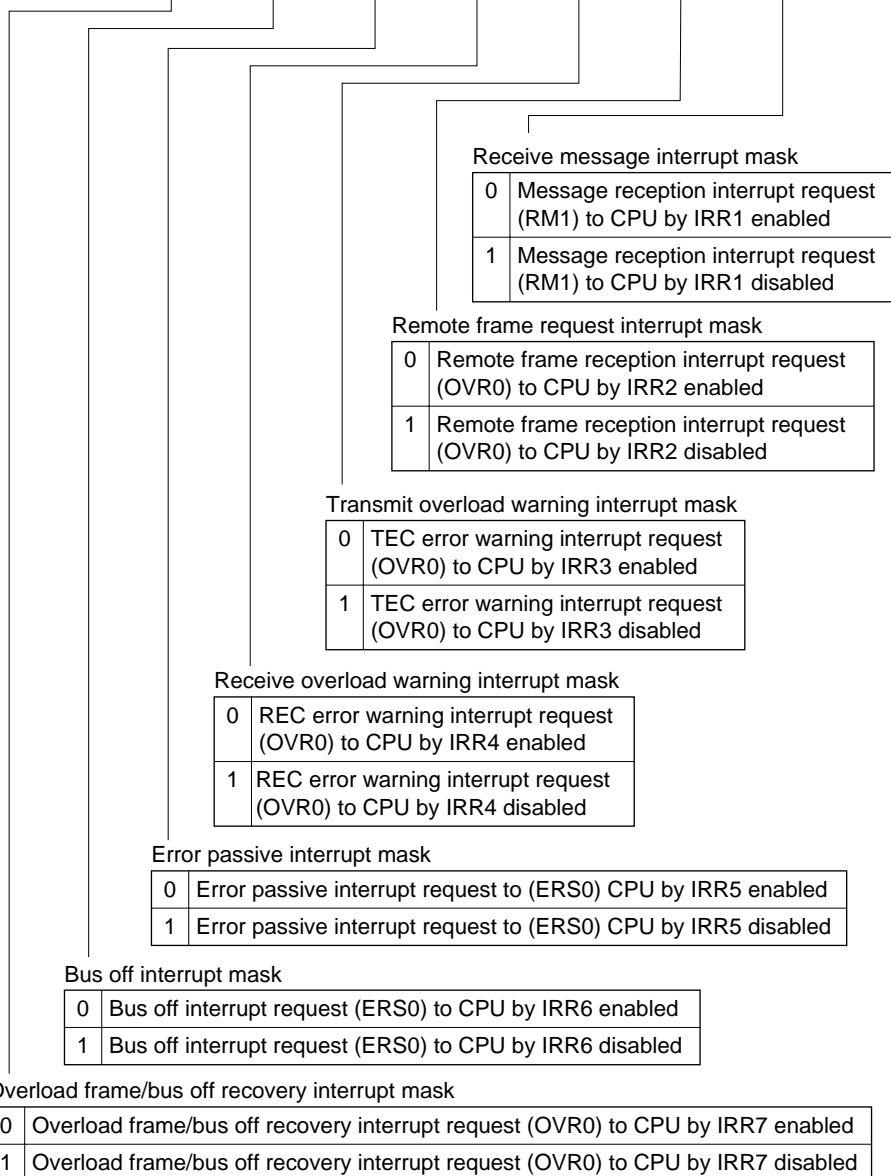 Receive message interrupt mask
0 Message reception interrupt request
(RM1) to CPU by IRR1 enabled
1 Message reception interrupt request
(RM1) to CPU by IRR1 disabled
Remote frame request interrupt mask
0 Remote frame reception interrupt request
(OVR0) to CPU by IRR2 enabled
1 Remote frame reception interrupt request
(OVR0) to CPU by IRR2 disabled
Transmit overload warning interrupt mask
0 TEC error warning interrupt request
(OVR0) to CPU by IRR3 enabled
1 TEC error warning interrupt request
(OVR0) to CPU by IRR3 disabled
Receive overload warning interrupt mask
0 REC error warning interrupt request
(OVR0) to CPU by IRR4 enabled
1 REC error warning interrupt request
(OVR0) to CPU by IRR4 disabled
Error passive interrupt mask
0 Error passive interrupt request to (ERS0) CPU by IRR5 enabled
1 Error passive interrupt request to (ERS0) CPU by IRR5 disabled
Bus off interrupt mask
0 Bus off interrupt request (ERS0) to CPU by IRR6 enabled
1 Bus off interrupt request (ERS0) to CPU by IRR6 disabled
Overload frame/bus off recovery interrupt mask
0 Overload frame/bus off recovery interrupt request (OVR0) to CPU by IRR7 enabled
1 Overload frame/bus off recovery interrupt request (OVR0) to CPU by IRR7 disabled